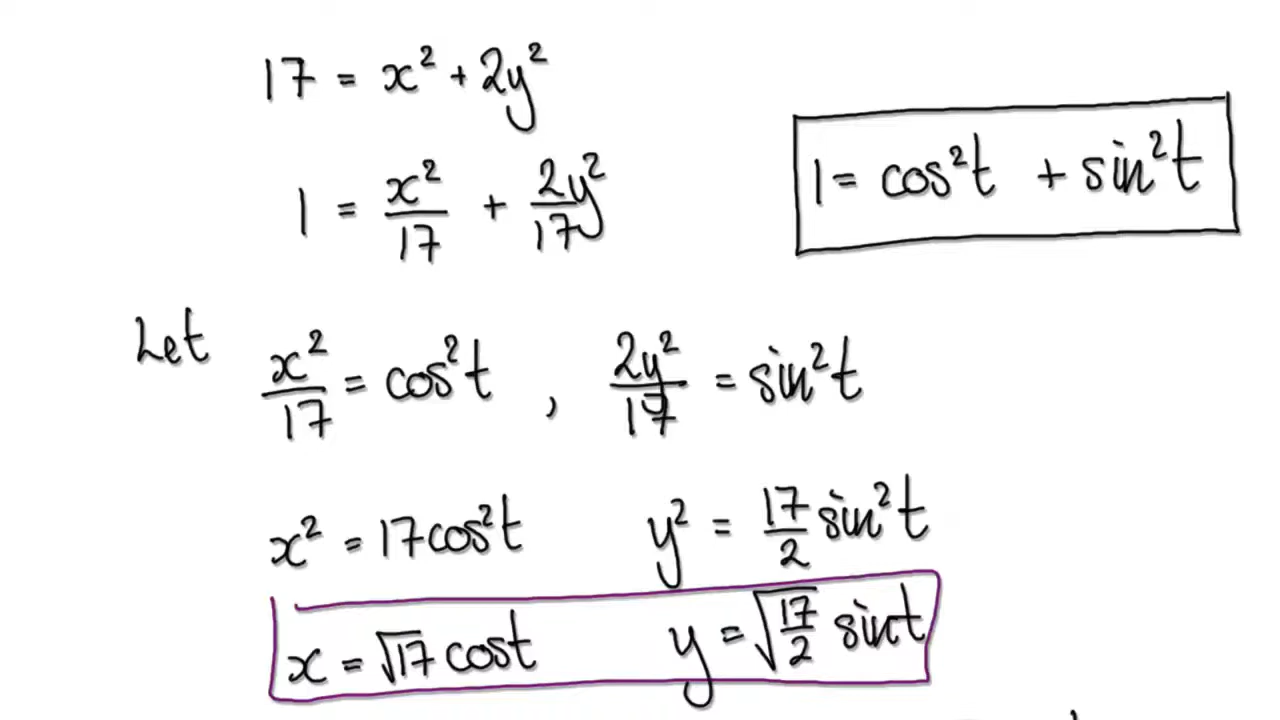 17 = x² + 2y²
1 = x²/17 + 2y²/17
1 = cos²t + sin²t
Let x²/17 = cos²t , 2y²/17 = sin²t
x² = 17cos²t y² = 17/2 sin²t
x = √17 cost y = √(17/2) sint